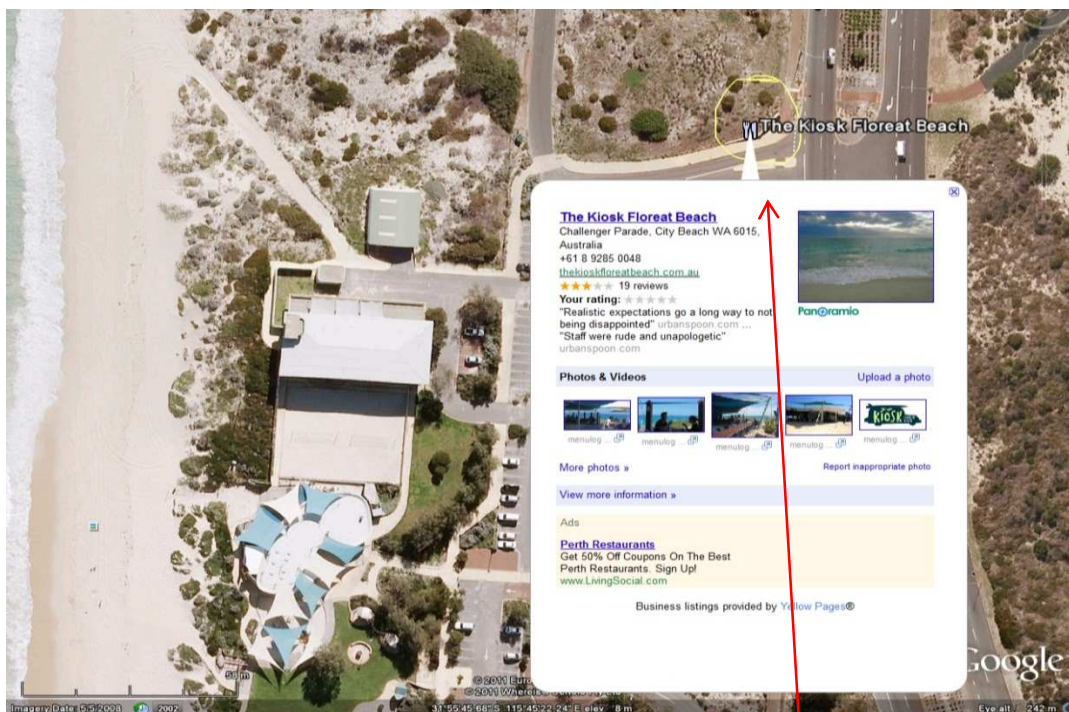 The Kiosk Floreat Beach
The Kiosk Floreat Beach
Challenger Parade, City Beach WA 6015,
Australia
+61 8 9285 0048
thekioskfloreatbeach.com.au
19 reviews
Your rating:
"Realistic expectations go a long way to not
being disappointed" urbanspoon.com ...
"Staff were rude and unapologetic"
urbanspoon.com
Panoramio
Photos & Videos
Upload a photo
KIOSK
menulog ...
menulog ...
menulog ...
menulog ...
menulog ...
More photos »
Report inappropriate photo
View more information »
Ads
Perth Restaurants
Get 50% Off Coupons On The Best
Perth Restaurants. Sign Up!
www.LivingSocial.com
Business listings provided by Yellow Pages®
Google
© 2011
© 2011 Whereis®
Imagery Date: 5/5/2008
2002
31°55'45.68" S 115°45'22.24" E elev 8 m
Eye alt 242 m